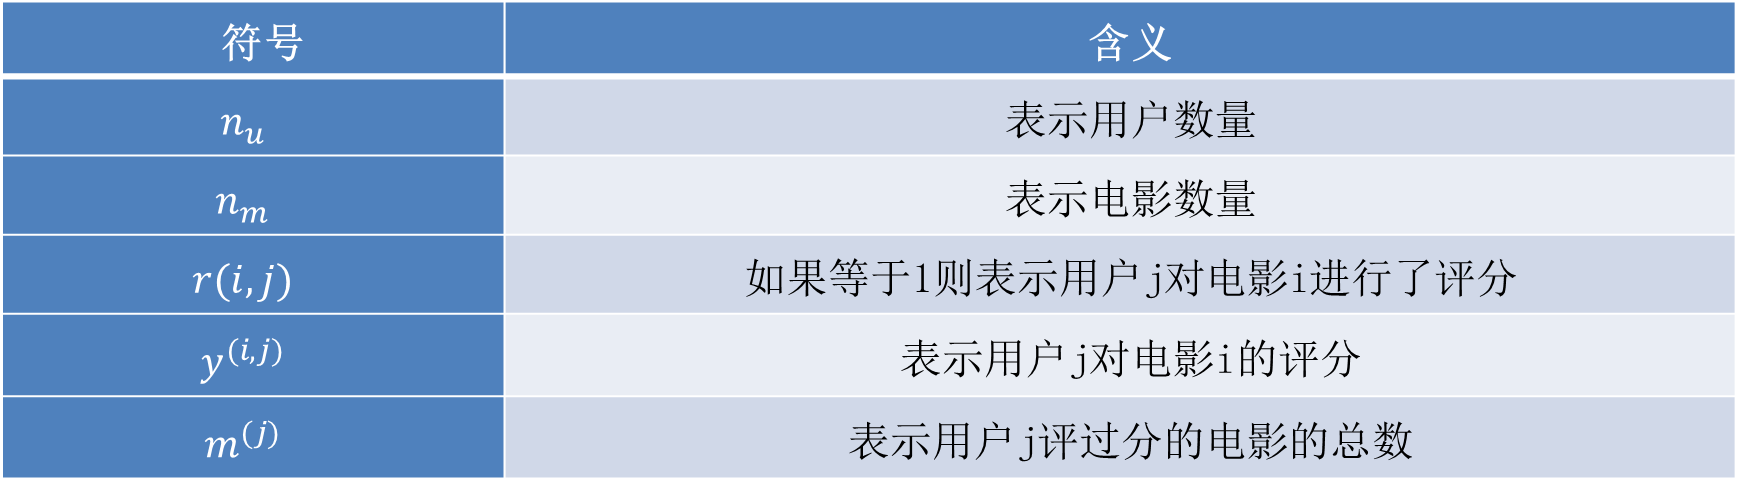 符号 含义
n_u 表示用户数量
n_m 表示电影数量
r(i,j) 如果等于1则表示用户j对电影i进行了评分
y^(i,j) 表示用户j对电影i的评分
m^(j) 表示用户j评过分的电影的总数